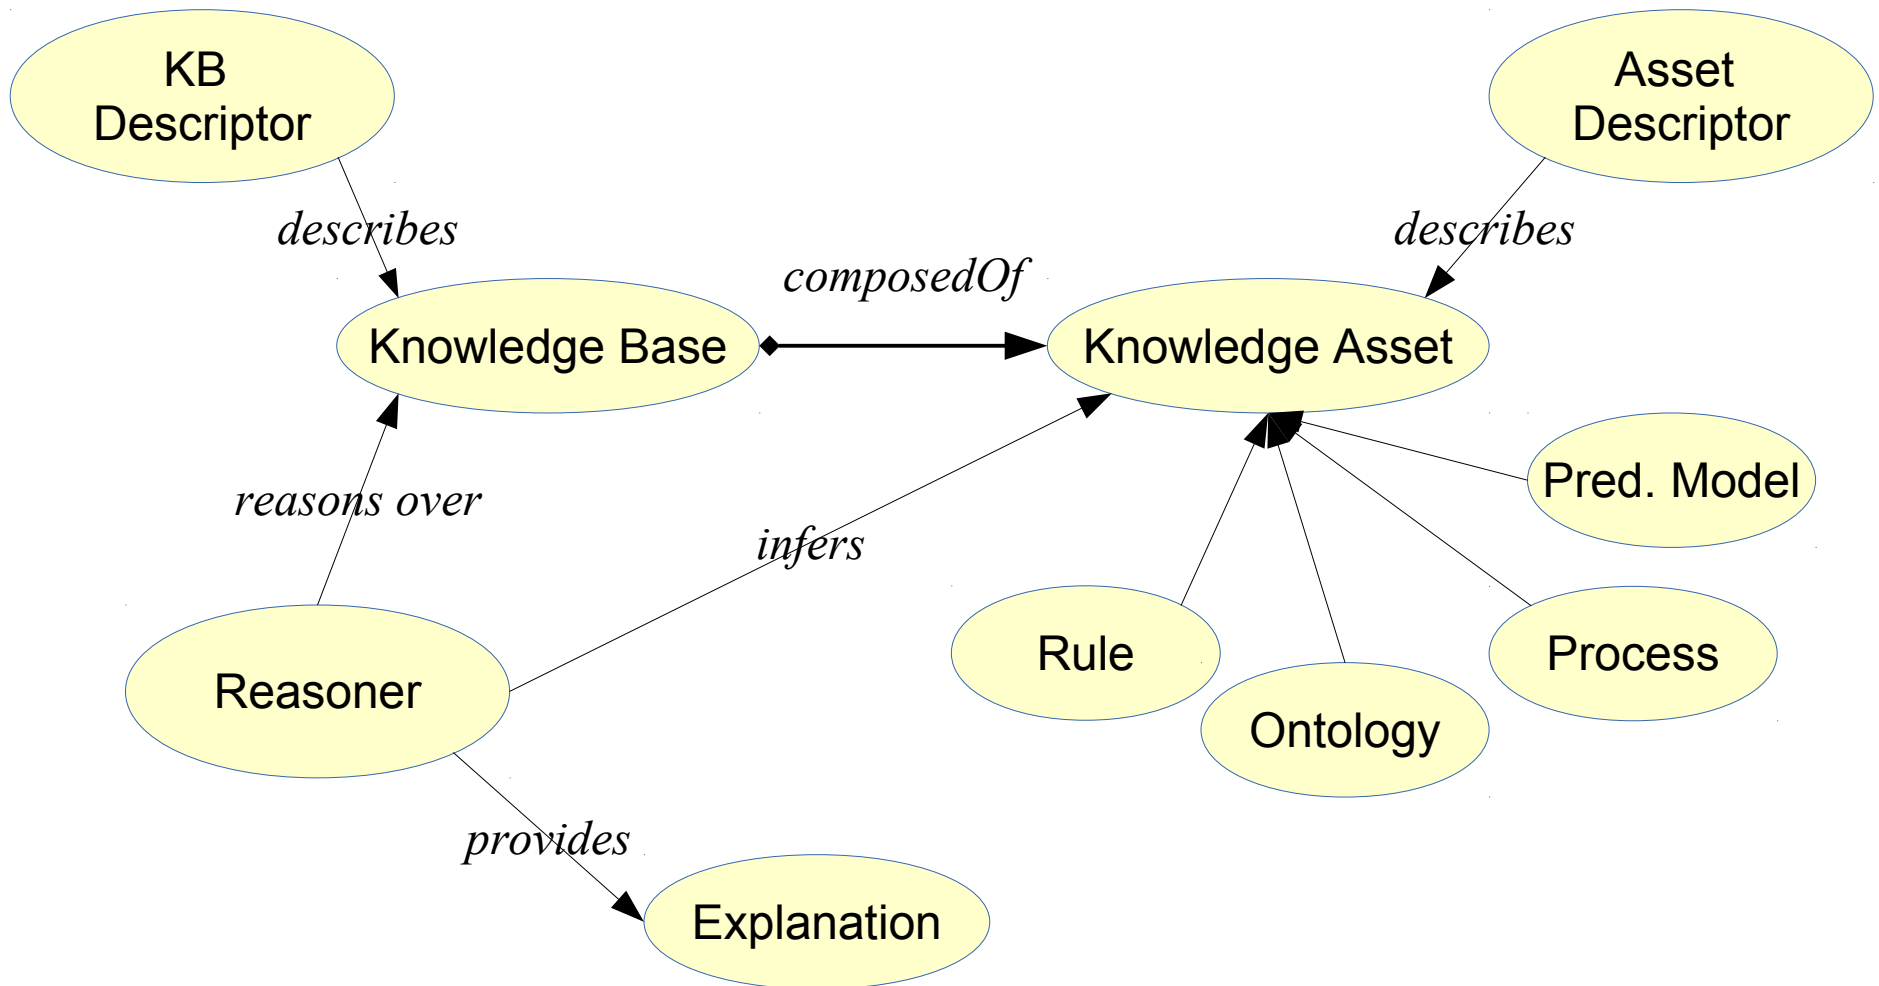 KB
Descriptor
Asset
Descriptor
describes
describes
composedOf
Knowledge Base
Knowledge Asset
Pred. Model
reasons over
infers
Rule
Process
Reasoner
Ontology
provides
Explanation